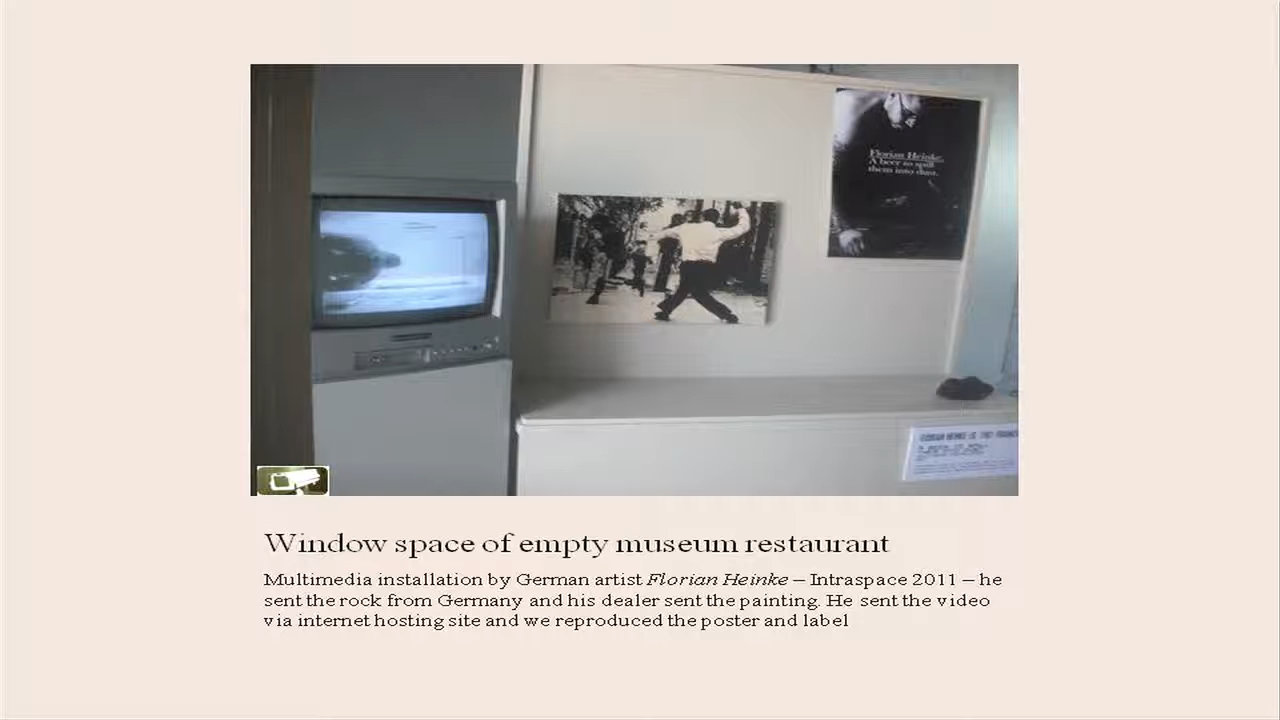 Florian Heinke.
A beer to spill
them into dust.
Window space of empty museum restaurant
Multimedia installation by German artist Florian Heinke – Intraspace 2011 – he
sent the rock from Germany and his dealer sent the painting. He sent the video
via internet hosting site and we reproduced the poster and label